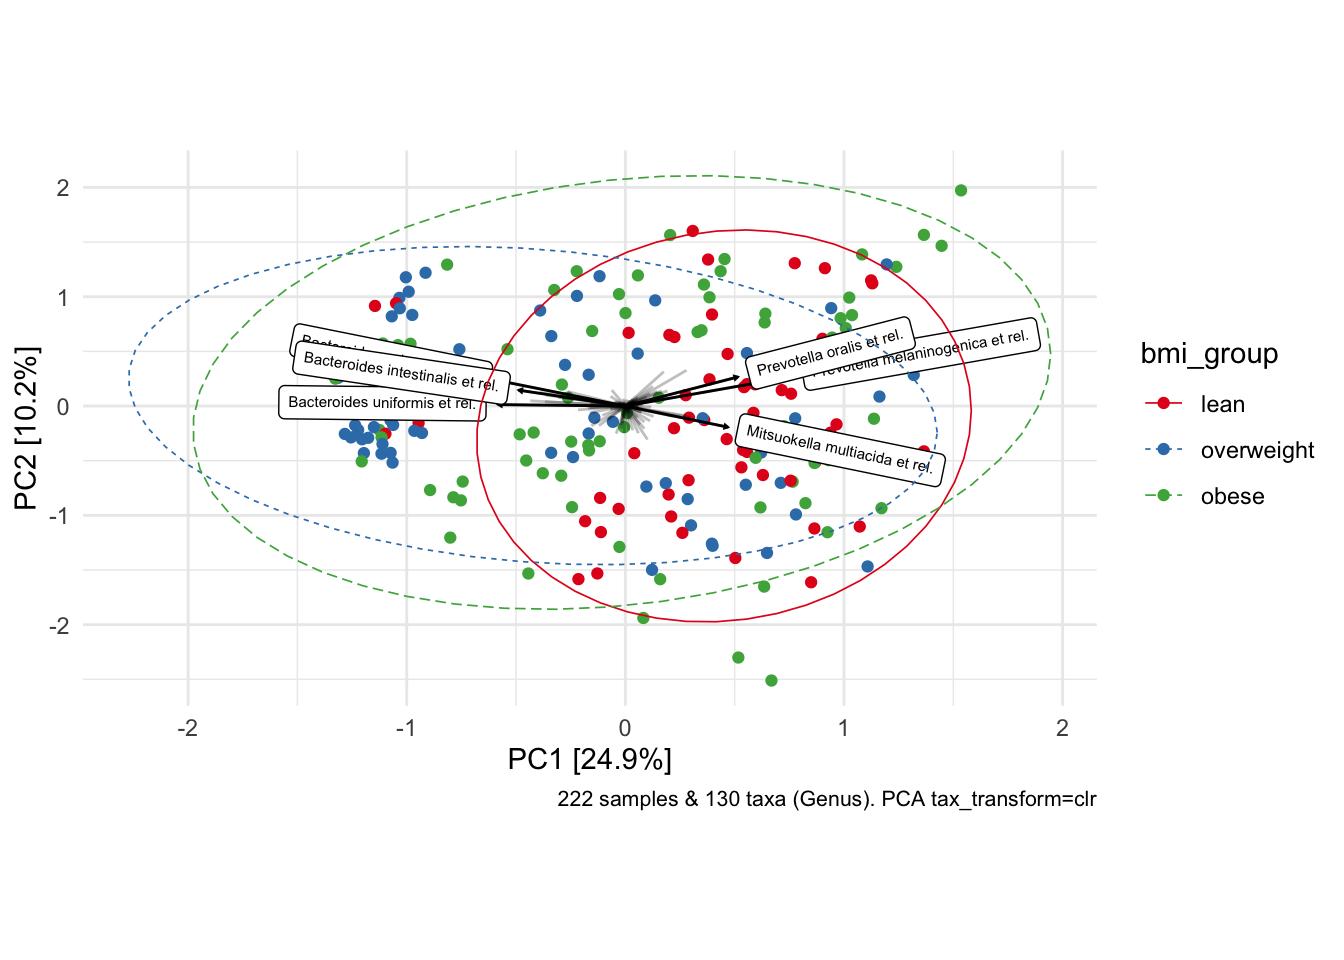 2
1
0
-1
-2
PC2 [10.2%]
Bacteroides intestinalis et rel.
Bacteroides uniformis et rel.
Prevotella oralis et rel.
Prevotella melaninogenica et rel.
Mitsuokella multiacida et rel.
-2
-1
0
1
2
PC1 [24.9%]
222 samples & 130 taxa (Genus). PCA tax_transform=clr
bmi_group
lean
overweight
obese